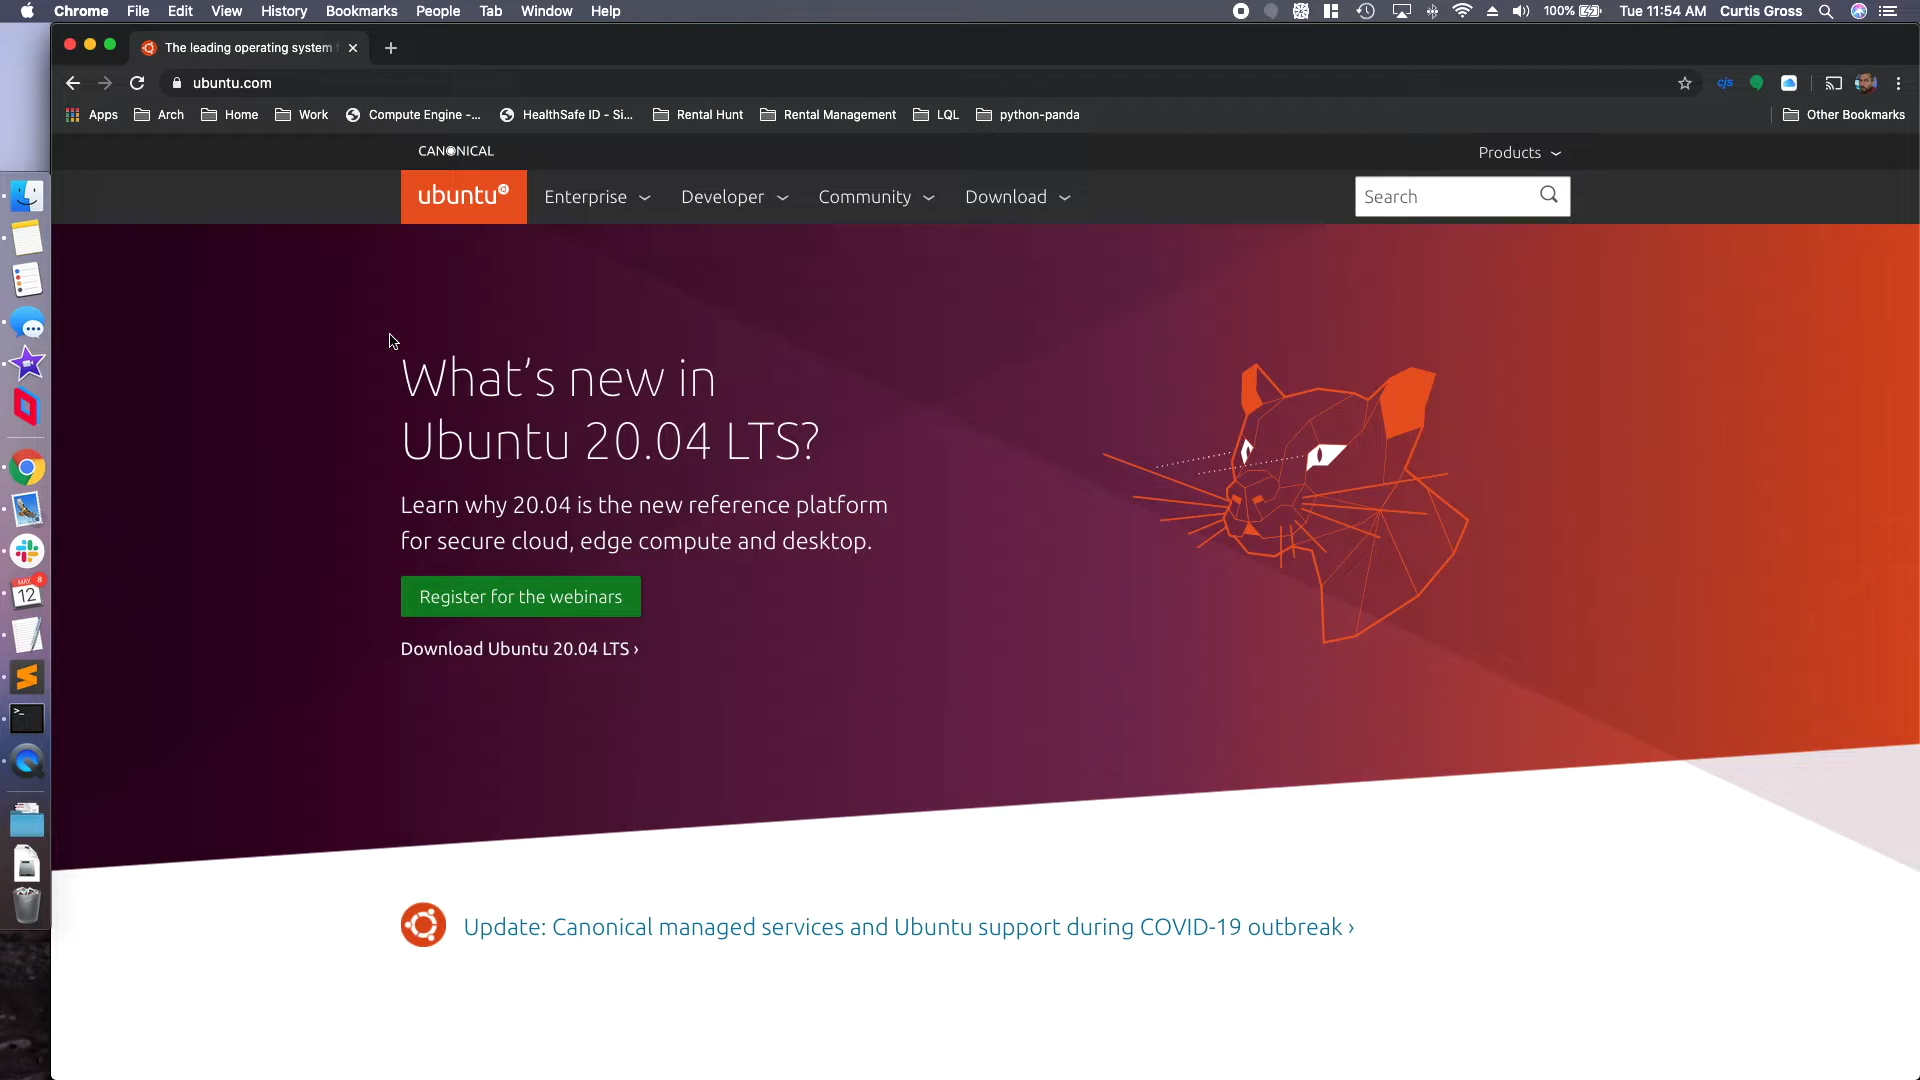 Chrome File Edit View History Bookmarks People Tab Window Help 100% Tue 11:54 AM Curtis Gross
The leading operating system
ubuntu.com
cjs
Apps Arch Home Work Compute Engine -... HealthSafe ID - Si... Rental Hunt Rental Management LQL python-panda Other Bookmarks
CANONICAL Products
ubuntu Enterprise Developer Community Download Search
What's new in
Ubuntu 20.04 LTS?
Learn why 20.04 is the new reference platform
for secure cloud, edge compute and desktop.
Register for the webinars
Download Ubuntu 20.04 LTS ›
MAY 8
12
Update: Canonical managed services and Ubuntu support during COVID-19 outbreak ›